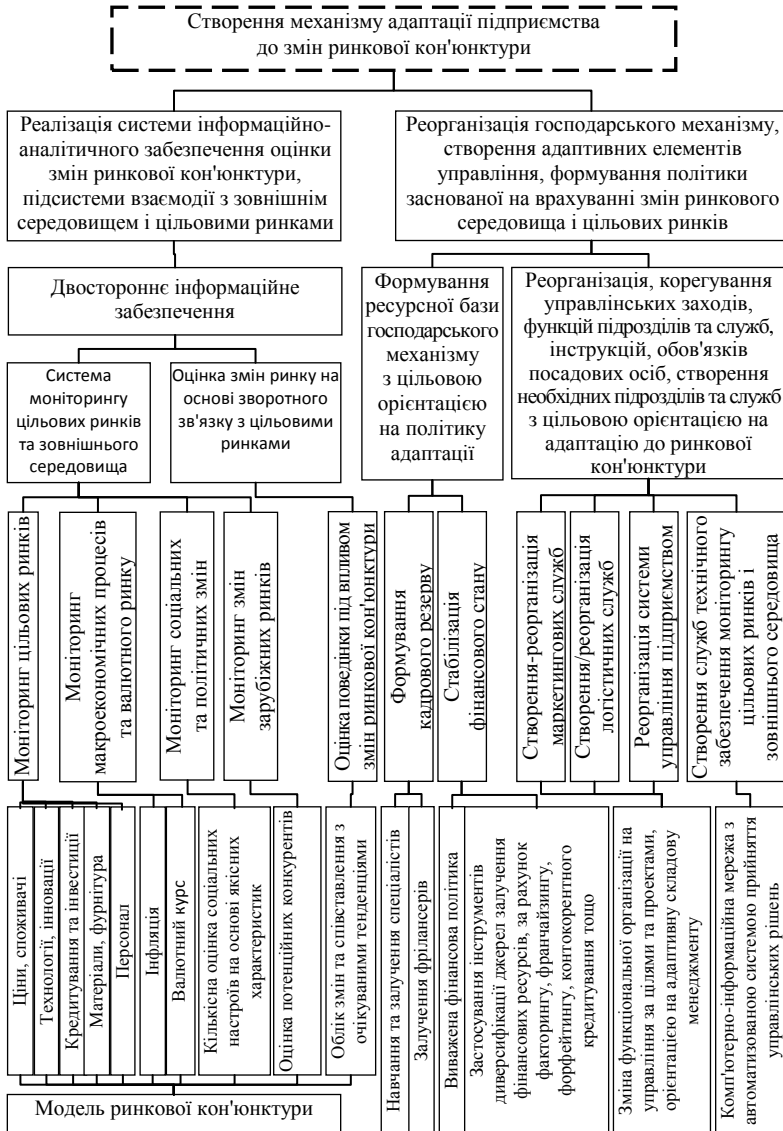 Створення механізму адаптації підприємства
до змін ринкової кон'юнктури
Реалізація системи інформаційно-
аналітичного забезпечення оцінки
змін ринкової кон'юнктури,
підсистеми взаємодії з зовнішнім
середовищем і цільовими ринками
Реорганізація господарського механізму,
створення адаптивних елементів
управління, формування політики
заснованої на врахуванні змін ринкового
середовища і цільових ринків
Двостороннє інформаційне
забезпечення
Формування
ресурсної бази
господарського
механізму
з цільовою
орієнтацією
на політику
адаптації
Реорганізація, корегування
управлінських заходів,
функцій підрозділів та служб,
інструкцій, обов'язків
посадових осіб, створення
необхідних підрозділів та служб
з цільовою орієнтацією на
адаптацію до ринкової
кон'юнктури
Система
моніторингу
цільових ринків
та зовнішнього
середовища
Оцінка змін ринку на
основі зворотного
зв'язку з цільовими
ринками
Моніторинг цільових ринків
Моніторинг
макроекономічних процесів
та валютного ринку
Моніторинг соціальних
та політичних змін
Моніторинг змін
зарубіжних ринків
Оцінка поведінки під впливом
змін ринкової кон'юнктури
Формування
кадрового резерву
Стабілізація
фінансового стану
Створення-реорганізація
маркетингових служб
Створення/реорганізація
логістичних служб
Реорганізація системи
управління підприємством
Створення служб технічного
забезпечення моніторингу
цільових ринків і
зовнішнього середовища
Ціни, споживачі
Технології, інновації
Кредитування та інвестиції
Матеріали, фурнітура
Персонал
Інфляція
Валютний курс
Кількісна оцінка соціальних
настроїв на основі якісних
характеристик
Оцінка потенційних конкурентів
Облік змін та співставлення з
очікуваними тенденціями
Навчання та залучення спеціалістів
Залучення фрілансерів
Виважена фінансова політика
Застосування інструментів
диверсифікації джерел залучення
фінансових ресурсів, за рахунок
факторингу, франчайзингу,
форфейтингу, контокорентного
кредитування тощо
Зміна функціональної організації на
управління за цілями та проектами,
орієнтацією на адаптивну складову
менеджменту
Комп'ютерно-інформаційна мережа з
автоматизованою системою прийняття
управлінських рішень
Модель ринкової кон'юнктури